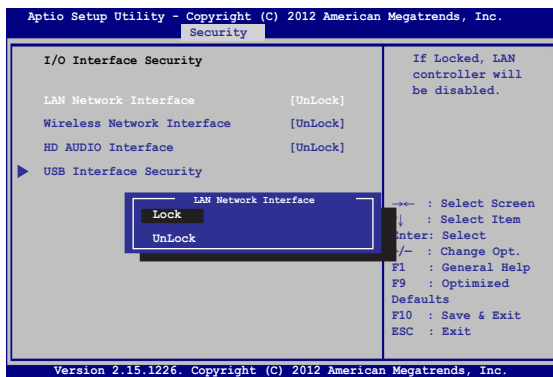 Aptio Setup Utility - Copyright (C) 2012 American Megatrends, Inc.
Security
I/O Interface Security
LAN Network Interface [UnLock]
Wireless Network Interface [UnLock]
HD AUDIO Interface [UnLock]
USB Interface Security
If Locked, LAN
controller will
be disabled.
LAN Network Interface
Lock
UnLock
→← : Select Screen
: Select Item
Enter: Select
/— : Change Opt.
F1 : General Help
F9 : Optimized
Defaults
F10 : Save & Exit
ESC : Exit
Version 2.15.1226. Copyright (C) 2012 American Megatrends, Inc.